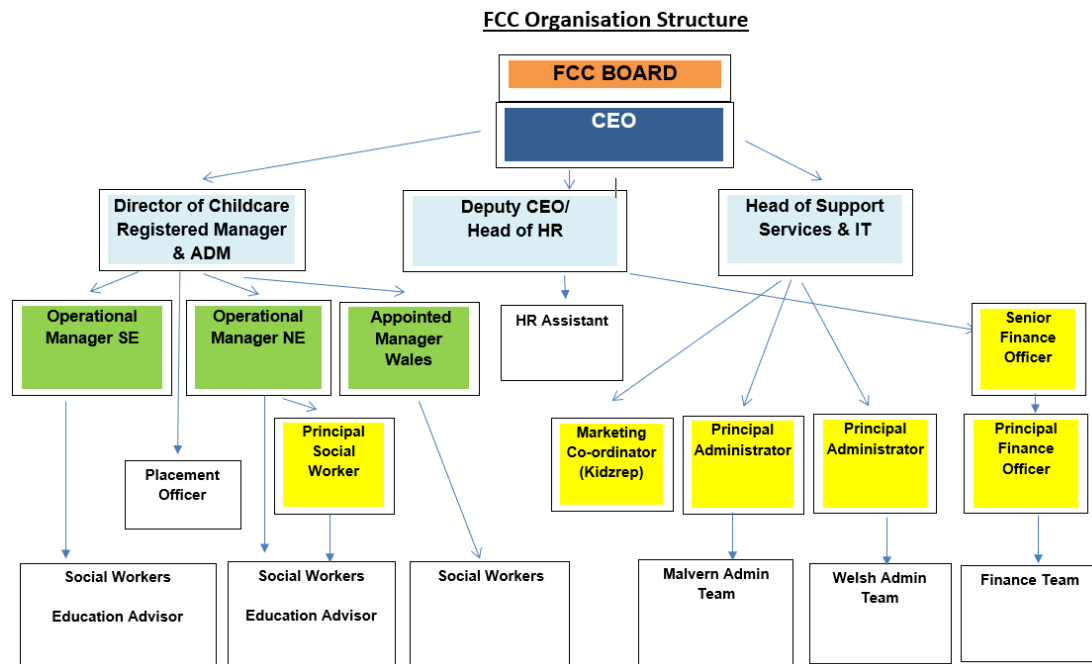 FCC Organisation Structure
FCC BOARD
CEO
Director of Childcare
Registered Manager
& ADM
Deputy CEO/
Head of HR
Head of Support
Services & IT
Operational
Manager SE
Operational
Manager NE
Appointed
Manager
Wales
HR Assistant
Senior
Finance
Officer
Placement
Officer
Principal
Social
Worker
Marketing
Co-ordinator
(Kidzrep)
Principal
Administrator
Principal
Administrator
Principal
Finance
Officer
Social Workers
Education Advisor
Social Workers
Education Advisor
Social Workers
Malvern Admin
Team
Welsh Admin
Team
Finance Team